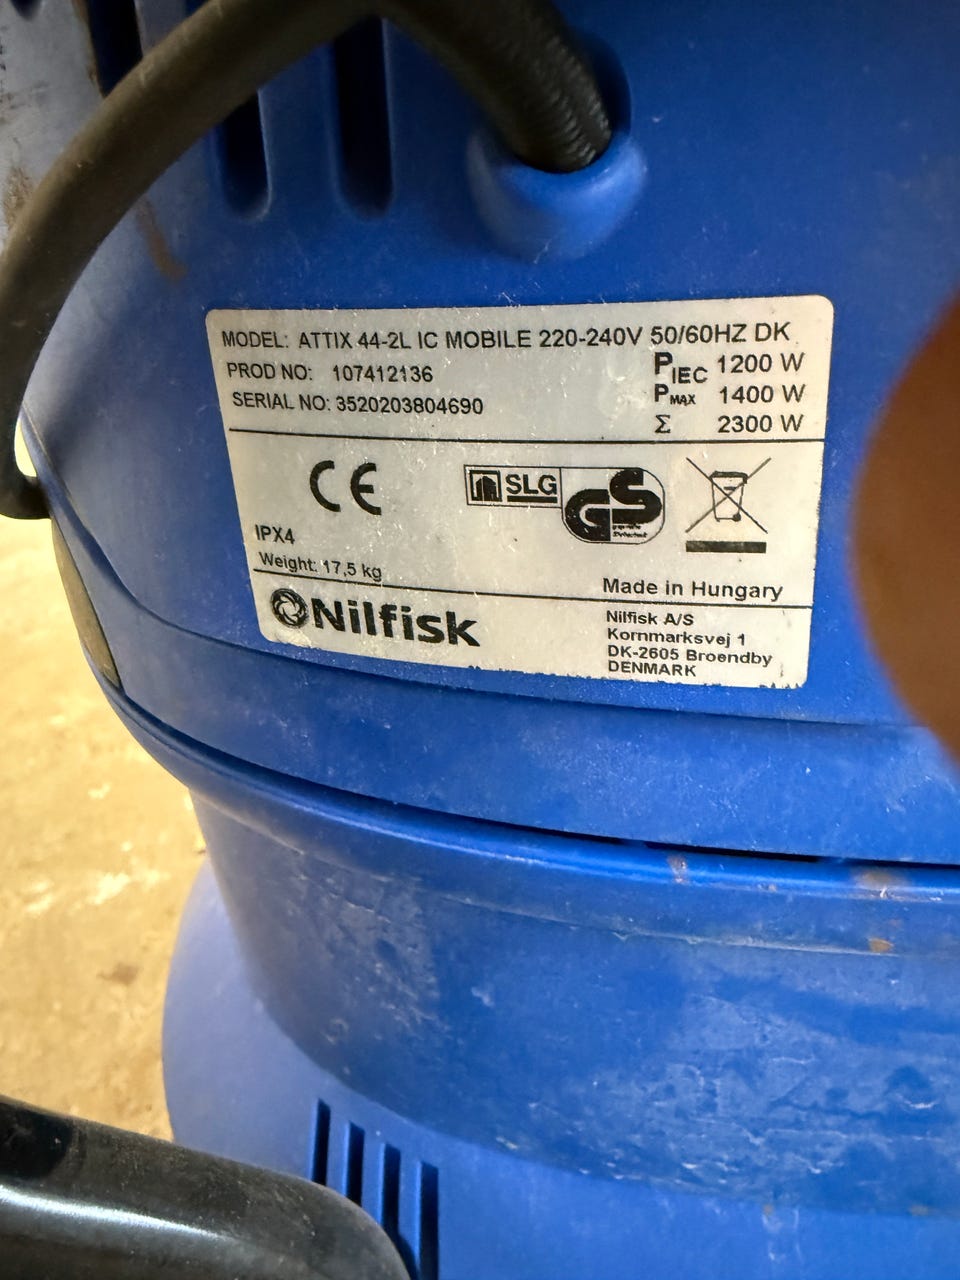 MODEL: ATTIX 44-2L IC MOBILE 220-240V 50/60HZ DK
PROD NO: 107412136
PIEC 1200 W
SERIAL NO: 3520203804690
PMAX 1400 W
Σ 2300 W
CE
SLG
GS
IPX4
Weight: 17,5 kg
Made in Hungary
Nilfisk
Nilfisk A/S
Kornmarksvej 1
DK-2605 Broendby
DENMARK